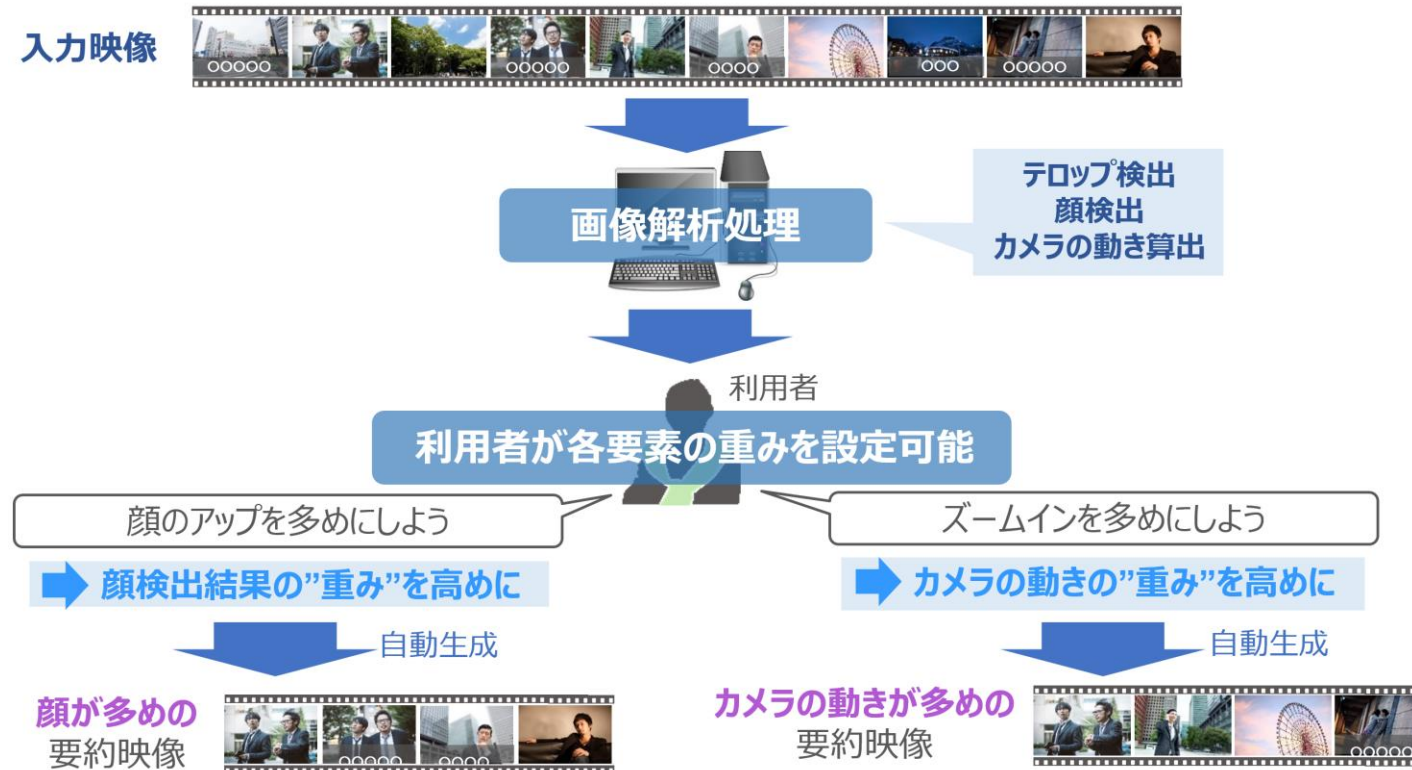 入力映像
○○○○○
○○○○○
○○○○
○○○
○○○○○
画像解析処理
テロップ検出
顔検出
カメラの動き算出
利用者
利用者が各要素の重みを設定可能
顔のアップを多めにしよう
ズームインを多めにしよう
顔検出結果の”重み”を高めに
カメラの動きの”重み”を高めに
自動生成
自動生成
顔が多めの
要約映像
○○○○○
○○○○
カメラの動きが多めの
要約映像
○○○○○